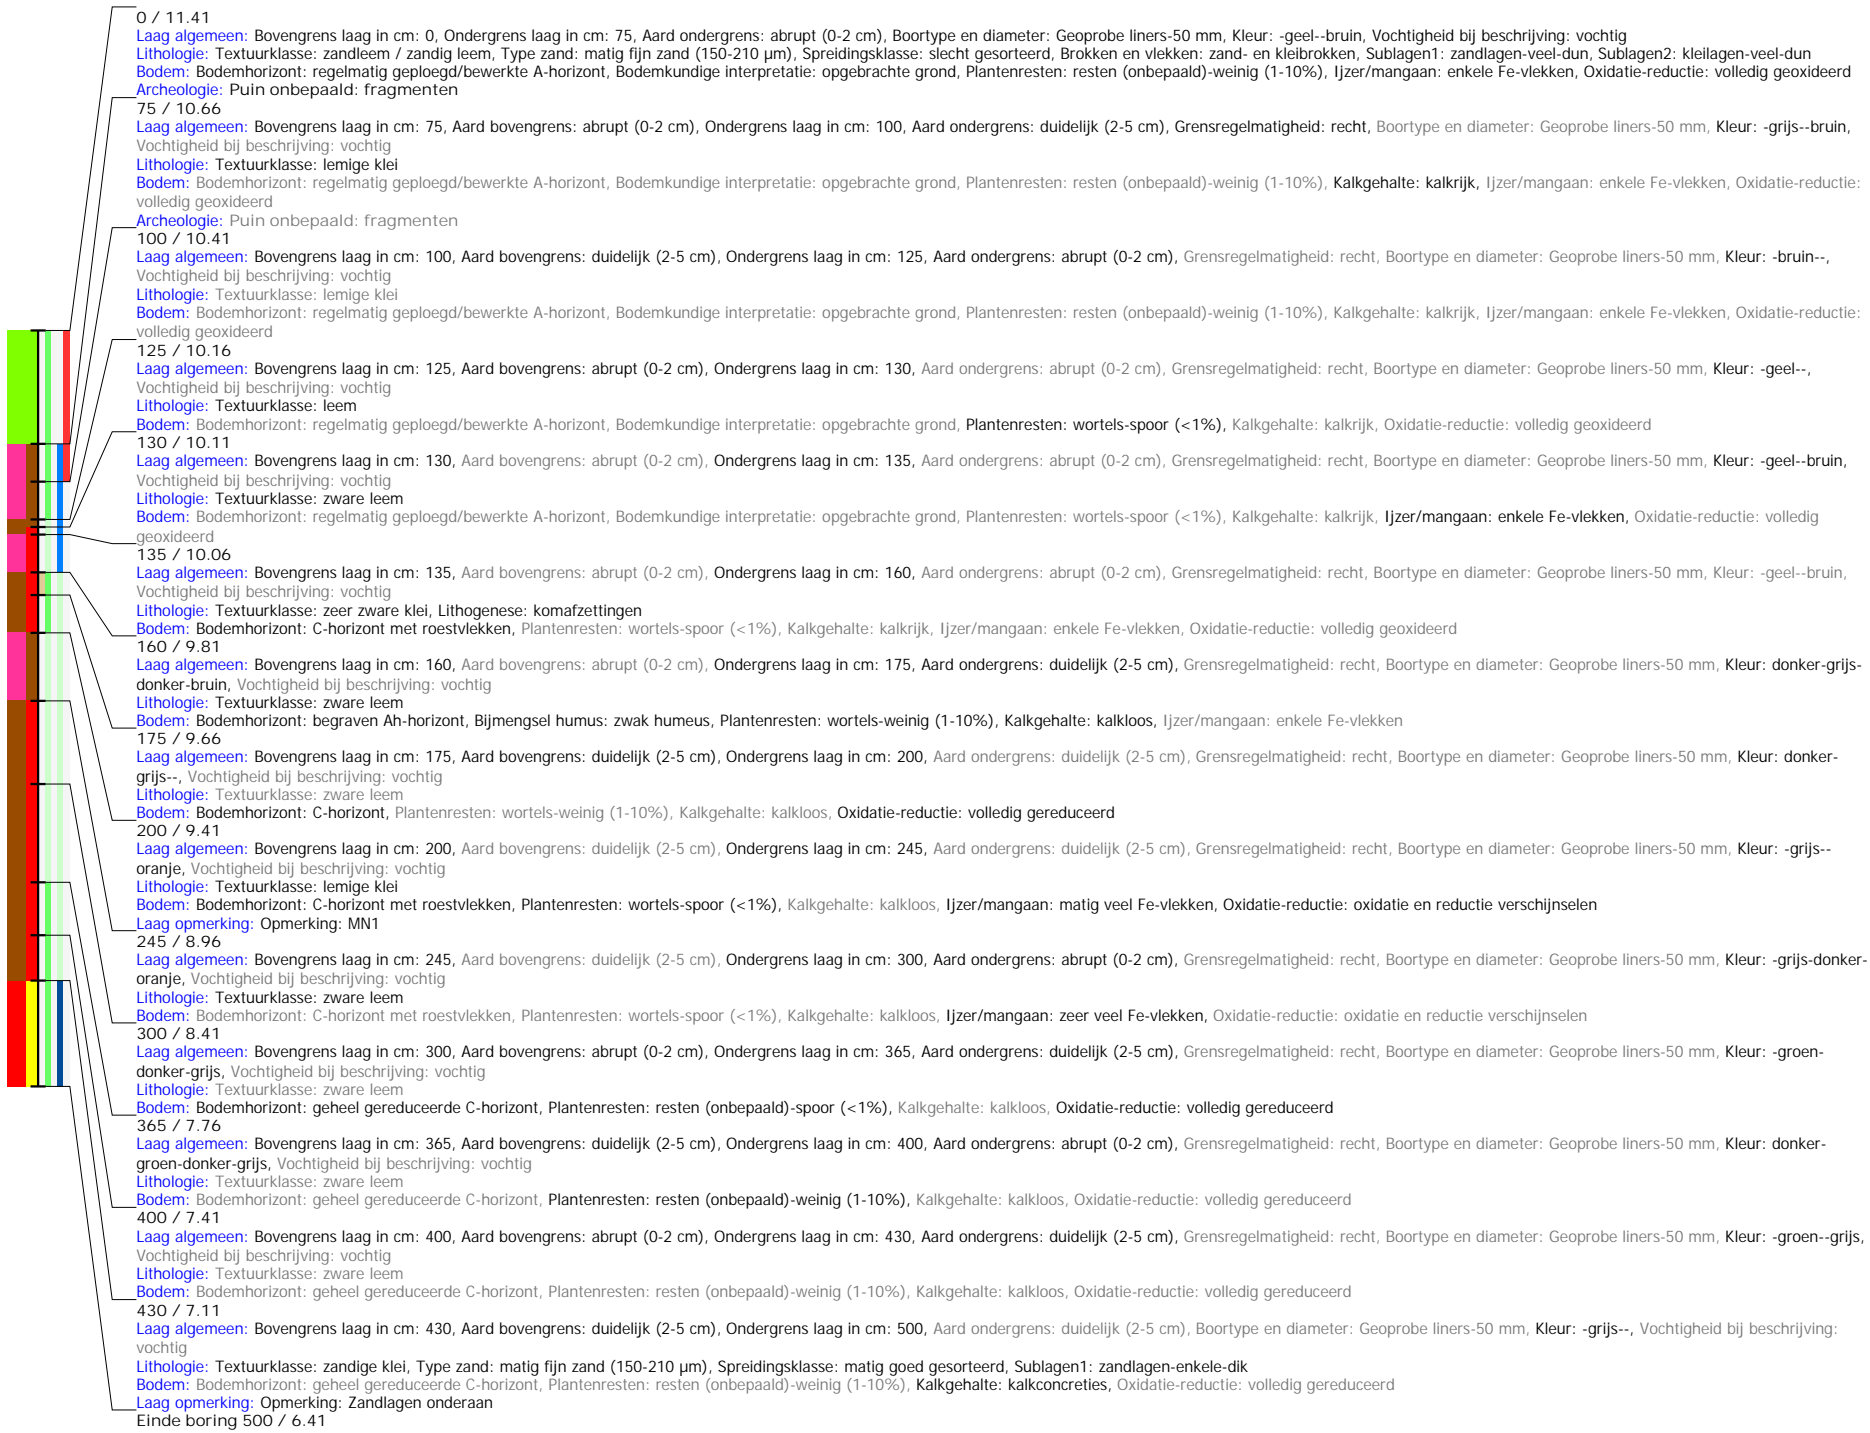 0 / 11.41
Laag algemeen: Bovengrens laag in cm: 0, Ondergrens laag in cm: 75, Aard ondergrens: abrupt (0-2 cm), Boortype en diameter: Geoprobe liners-50 mm, Kleur: -geel--bruin, Vochtigheid bij beschrijving: vochtig
Lithologie: Textuurklasse: zandleem / zandig leem, Type zand: matig fijn zand (150-210 µm), Spreidingsklasse: slecht gesorteerd, Brokken en vlekken: zand- en kleibrokken, Sublagen1: zandlagen-veel-dun, Sublagen2: kleilagen-veel-dun
Bodem: Bodemhorizont: regelmatig geploegd/bewerkte A-horizont, Bodemkundige interpretatie: opgebrachte grond, Plantenresten: resten (onbepaald)-weinig (1-10%), Ijzer/mangaan: enkele Fe-vlekken, Oxidatie-reductie: volledig geoxideerd
Archeologie: Puin onbepaald: fragmenten
75 / 10.66
Laag algemeen: Bovengrens laag in cm: 75, Aard bovengrens: abrupt (0-2 cm), Ondergrens laag in cm: 100, Aard ondergrens: duidelijk (2-5 cm), Grensregelmatigheid: recht, Boortype en diameter: Geoprobe liners-50 mm, Kleur: -grijs--bruin,
Vochtigheid bij beschrijving: vochtig
Lithologie: Textuurklasse: lemige klei
Bodem: Bodemhorizont: regelmatig geploegd/bewerkte A-horizont, Bodemkundige interpretatie: opgebrachte grond, Plantenresten: resten (onbepaald)-weinig (1-10%), Kalkgehalte: kalkrijk, Ijzer/mangaan: enkele Fe-vlekken, Oxidatie-reductie:
volledig geoxideerd
Archeologie: Puin onbepaald: fragmenten
100 / 10.41
Laag algemeen: Bovengrens laag in cm: 100, Aard bovengrens: duidelijk (2-5 cm), Ondergrens laag in cm: 125, Aard ondergrens: abrupt (0-2 cm), Grensregelmatigheid: recht, Boortype en diameter: Geoprobe liners-50 mm, Kleur: -bruin--,
Vochtigheid bij beschrijving: vochtig
Lithologie: Textuurklasse: lemige klei
Bodem: Bodemhorizont: regelmatig geploegd/bewerkte A-horizont, Bodemkundige interpretatie: opgebrachte grond, Plantenresten: resten (onbepaald)-weinig (1-10%), Kalkgehalte: kalkrijk, Ijzer/mangaan: enkele Fe-vlekken, Oxidatie-reductie:
volledig geoxideerd
125 / 10.16
Laag algemeen: Bovengrens laag in cm: 125, Aard bovengrens: abrupt (0-2 cm), Ondergrens laag in cm: 130, Aard ondergrens: abrupt (0-2 cm), Grensregelmatigheid: recht, Boortype en diameter: Geoprobe liners-50 mm, Kleur: -geel--,
Vochtigheid bij beschrijving: vochtig
Lithologie: Textuurklasse: leem
Bodem: Bodemhorizont: regelmatig geploegd/bewerkte A-horizont, Bodemkundige interpretatie: opgebrachte grond, Plantenresten: wortels-spoor (<1%), Kalkgehalte: kalkrijk, Oxidatie-reductie: volledig geoxideerd
130 / 10.11
Laag algemeen: Bovengrens laag in cm: 130, Aard bovengrens: abrupt (0-2 cm), Ondergrens laag in cm: 135, Aard ondergrens: abrupt (0-2 cm), Grensregelmatigheid: recht, Boortype en diameter: Geoprobe liners-50 mm, Kleur: -geel--bruin,
Vochtigheid bij beschrijving: vochtig
Lithologie: Textuurklasse: zware leem
Bodem: Bodemhorizont: regelmatig geploegd/bewerkte A-horizont, Bodemkundige interpretatie: opgebrachte grond, Plantenresten: wortels-spoor (<1%), Kalkgehalte: kalkrijk, Ijzer/mangaan: enkele Fe-vlekken, Oxidatie-reductie: volledig
geoxideerd
135 / 10.06
Laag algemeen: Bovengrens laag in cm: 135, Aard bovengrens: abrupt (0-2 cm), Ondergrens laag in cm: 160, Aard ondergrens: abrupt (0-2 cm), Grensregelmatigheid: recht, Boortype en diameter: Geoprobe liners-50 mm, Kleur: -geel--bruin,
Vochtigheid bij beschrijving: vochtig
Lithologie: Textuurklasse: zeer zware klei, Lithogenese: komafzettingen
Bodem: Bodemhorizont: C-horizont met roestvlekken, Plantenresten: wortels-spoor (<1%), Kalkgehalte: kalkrijk, Ijzer/mangaan: enkele Fe-vlekken, Oxidatie-reductie: volledig geoxideerd
160 / 9.81
Laag algemeen: Bovengrens laag in cm: 160, Aard bovengrens: abrupt (0-2 cm), Ondergrens laag in cm: 175, Aard ondergrens: duidelijk (2-5 cm), Grensregelmatigheid: recht, Boortype en diameter: Geoprobe liners-50 mm, Kleur: donker-grijs-
donker-bruin, Vochtigheid bij beschrijving: vochtig
Lithologie: Textuurklasse: zware leem
Bodem: Bodemhorizont: begraven Ah-horizont, Bijmengsel humus: zwak humeus, Plantenresten: wortels-weinig (1-10%), Kalkgehalte: kalkloos, Ijzer/mangaan: enkele Fe-vlekken
175 / 9.66
Laag algemeen: Bovengrens laag in cm: 175, Aard bovengrens: duidelijk (2-5 cm), Ondergrens laag in cm: 200, Aard ondergrens: duidelijk (2-5 cm), Grensregelmatigheid: recht, Boortype en diameter: Geoprobe liners-50 mm, Kleur: donker-
grijs--, Vochtigheid bij beschrijving: vochtig
Lithologie: Textuurklasse: zware leem
Bodem: Bodemhorizont: C-horizont, Plantenresten: wortels-weinig (1-10%), Kalkgehalte: kalkloos, Oxidatie-reductie: volledig gereduceerd
200 / 9.41
Laag algemeen: Bovengrens laag in cm: 200, Aard bovengrens: duidelijk (2-5 cm), Ondergrens laag in cm: 245, Aard ondergrens: duidelijk (2-5 cm), Grensregelmatigheid: recht, Boortype en diameter: Geoprobe liners-50 mm, Kleur: -grijs--
oranje, Vochtigheid bij beschrijving: vochtig
Lithologie: Textuurklasse: lemige klei
Bodem: Bodemhorizont: C-horizont met roestvlekken, Plantenresten: wortels-spoor (<1%), Kalkgehalte: kalkloos, Ijzer/mangaan: matig veel Fe-vlekken, Oxidatie-reductie: oxidatie en reductie verschijnselen
Laag opmerking: Opmerking: MN1
245 / 8.96
Laag algemeen: Bovengrens laag in cm: 245, Aard bovengrens: duidelijk (2-5 cm), Ondergrens laag in cm: 300, Aard ondergrens: abrupt (0-2 cm), Grensregelmatigheid: recht, Boortype en diameter: Geoprobe liners-50 mm, Kleur: -grijs-donker-
oranje, Vochtigheid bij beschrijving: vochtig
Lithologie: Textuurklasse: zware leem
Bodem: Bodemhorizont: C-horizont met roestvlekken, Plantenresten: wortels-spoor (<1%), Kalkgehalte: kalkloos, Ijzer/mangaan: zeer veel Fe-vlekken, Oxidatie-reductie: oxidatie en reductie verschijnselen
300 / 8.41
Laag algemeen: Bovengrens laag in cm: 300, Aard bovengrens: abrupt (0-2 cm), Ondergrens laag in cm: 365, Aard ondergrens: duidelijk (2-5 cm), Grensregelmatigheid: recht, Boortype en diameter: Geoprobe liners-50 mm, Kleur: -groen-
donker-grijs, Vochtigheid bij beschrijving: vochtig
Lithologie: Textuurklasse: zware leem
Bodem: Bodemhorizont: geheel gereduceerde C-horizont, Plantenresten: resten (onbepaald)-spoor (<1%), Kalkgehalte: kalkloos, Oxidatie-reductie: volledig gereduceerd
365 / 7.76
Laag algemeen: Bovengrens laag in cm: 365, Aard bovengrens: duidelijk (2-5 cm), Ondergrens laag in cm: 400, Aard ondergrens: abrupt (0-2 cm), Grensregelmatigheid: recht, Boortype en diameter: Geoprobe liners-50 mm, Kleur: donker-
groen-donker-grijs, Vochtigheid bij beschrijving: vochtig
Lithologie: Textuurklasse: zware leem
Bodem: Bodemhorizont: geheel gereduceerde C-horizont, Plantenresten: resten (onbepaald)-weinig (1-10%), Kalkgehalte: kalkloos, Oxidatie-reductie: volledig gereduceerd
400 / 7.41
Laag algemeen: Bovengrens laag in cm: 400, Aard bovengrens: abrupt (0-2 cm), Ondergrens laag in cm: 430, Aard ondergrens: duidelijk (2-5 cm), Grensregelmatigheid: recht, Boortype en diameter: Geoprobe liners-50 mm, Kleur: -groen--grijs,
Vochtigheid bij beschrijving: vochtig
Lithologie: Textuurklasse: zware leem
Bodem: Bodemhorizont: geheel gereduceerde C-horizont, Plantenresten: resten (onbepaald)-weinig (1-10%), Kalkgehalte: kalkloos, Oxidatie-reductie: volledig gereduceerd
430 / 7.11
Laag algemeen: Bovengrens laag in cm: 430, Aard bovengrens: duidelijk (2-5 cm), Ondergrens laag in cm: 500, Aard ondergrens: duidelijk (2-5 cm), Boortype en diameter: Geoprobe liners-50 mm, Kleur: -grijs--, Vochtigheid bij beschrijving:
vochtig
Lithologie: Textuurklasse: zandige klei, Type zand: matig fijn zand (150-210 µm), Spreidingsklasse: matig goed gesorteerd, Sublagen1: zandlagen-enkele-dik
Bodem: Bodemhorizont: geheel gereduceerde C-horizont, Plantenresten: resten (onbepaald)-weinig (1-10%), Kalkgehalte: kalkconcreties, Oxidatie-reductie: volledig gereduceerd
Laag opmerking: Opmerking: Zandlagen onderaan
Einde boring 500 / 6.41